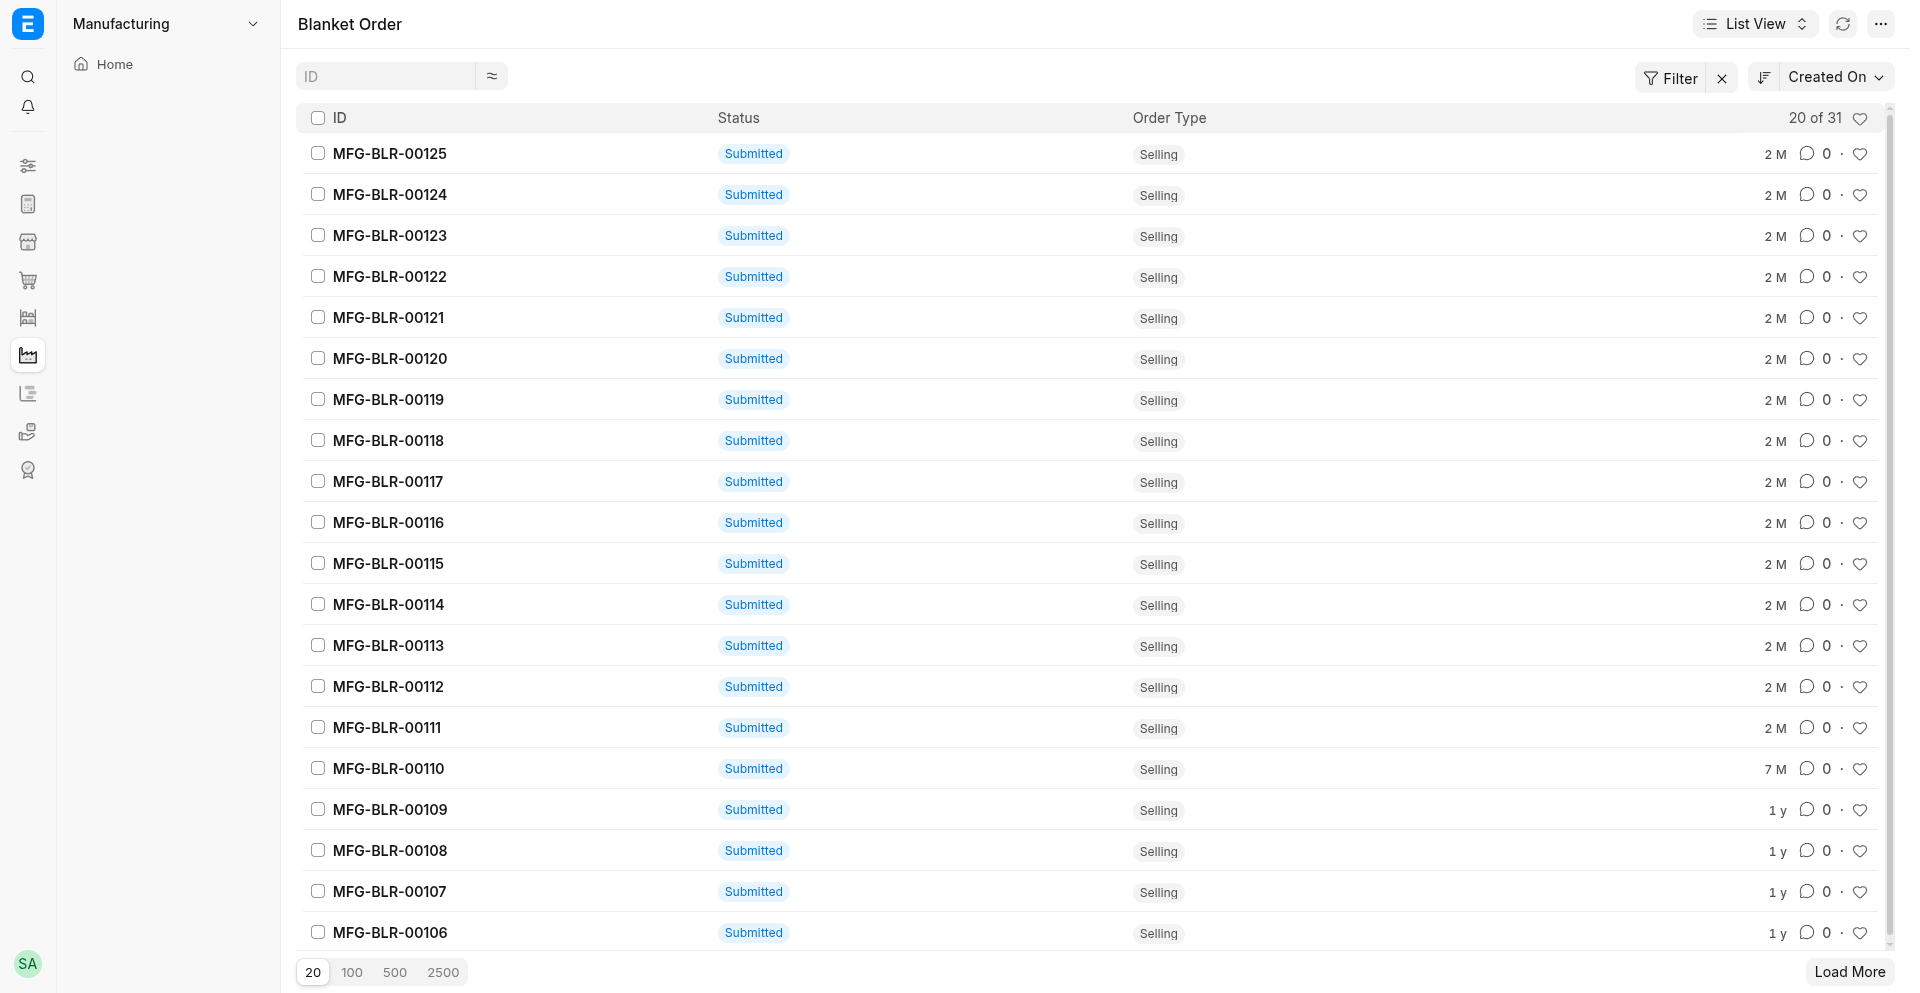 Manufacturing
Blanket Order
List View
Home
ID
≈
Filter
Created On
ID Status Order Type 20 of 31
MFG-BLR-00125 Submitted Selling 2 M 0 ·
MFG-BLR-00124 Submitted Selling 2 M 0 ·
MFG-BLR-00123 Submitted Selling 2 M 0 ·
MFG-BLR-00122 Submitted Selling 2 M 0 ·
MFG-BLR-00121 Submitted Selling 2 M 0 ·
MFG-BLR-00120 Submitted Selling 2 M 0 ·
MFG-BLR-00119 Submitted Selling 2 M 0 ·
MFG-BLR-00118 Submitted Selling 2 M 0 ·
MFG-BLR-00117 Submitted Selling 2 M 0 ·
MFG-BLR-00116 Submitted Selling 2 M 0 ·
MFG-BLR-00115 Submitted Selling 2 M 0 ·
MFG-BLR-00114 Submitted Selling 2 M 0 ·
MFG-BLR-00113 Submitted Selling 2 M 0 ·
MFG-BLR-00112 Submitted Selling 2 M 0 ·
MFG-BLR-00111 Submitted Selling 2 M 0 ·
MFG-BLR-00110 Submitted Selling 7 M 0 ·
MFG-BLR-00109 Submitted Selling 1 y 0 ·
MFG-BLR-00108 Submitted Selling 1 y 0 ·
MFG-BLR-00107 Submitted Selling 1 y 0 ·
MFG-BLR-00106 Submitted Selling 1 y 0 ·
SA
20 100 500 2500
Load More